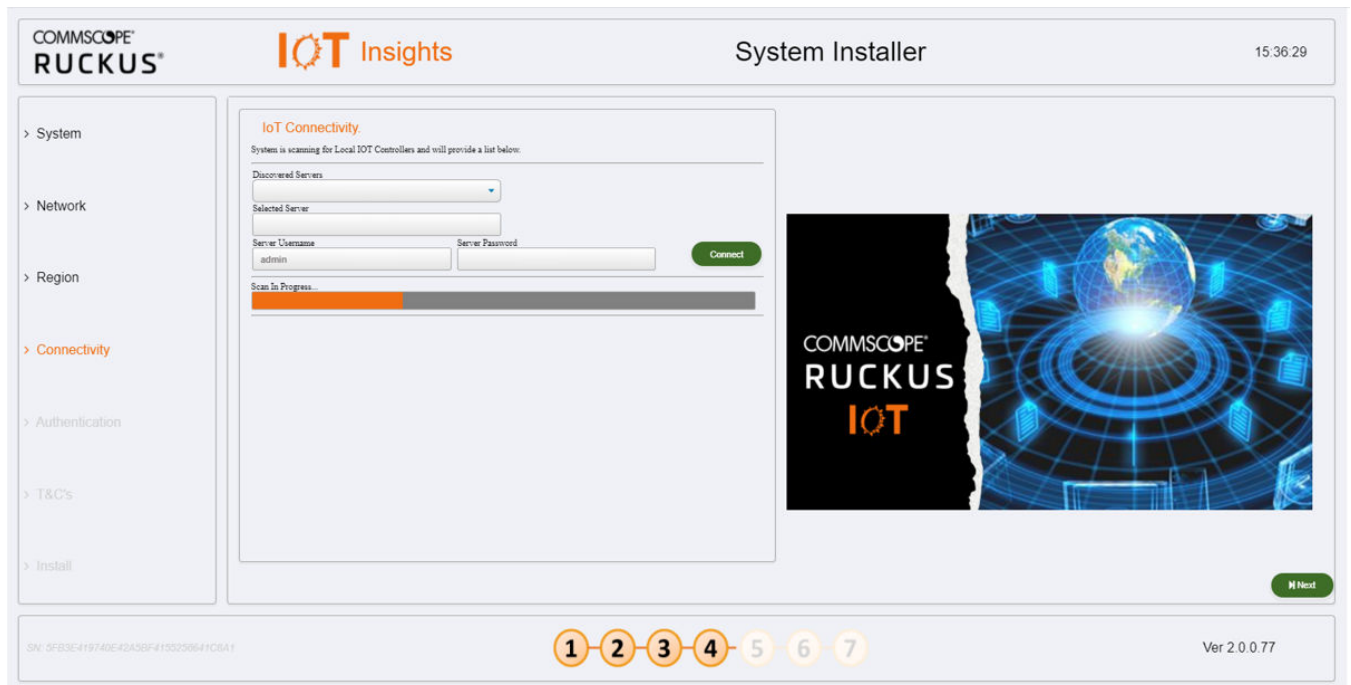 COMMSCOPE®
RUCKUS®
IOT Insights
System Installer
15:36:29
> System
> Network
> Region
> Connectivity
> Authentication
> T&C's
> Install
IoT Connectivity.
System is scanning for Local IOT Controllers and will provide a list below.
Discovered Servers
Selected Server
Server Username
Server Password
admin
Connect
Scan In Progress...
COMMSCOPE®
RUCKUS
IOT
Next
1 2 3 4 5 6 7
Ver 2.0.0.77